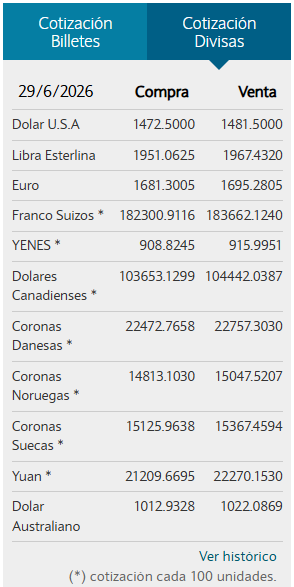 Cotización Billetes
Cotización Divisas
29/6/2026 Compra Venta
Dolar U.S.A 1472.5000 1481.5000
Libra Esterlina 1951.0625 1967.4320
Euro 1681.3005 1695.2805
Franco Suizos * 182300.9116 183662.1240
YENES * 908.8245 915.9951
Dolares Canadienses * 103653.1299 104442.0387
Coronas Danesas * 22472.7658 22757.3030
Coronas Noruegas * 14813.1030 15047.5207
Coronas Suecas * 15125.9638 15367.4594
Yuan * 21209.6695 22270.1530
Dolar Australiano 1012.9328 1022.0869
Ver histórico
(*) cotización cada 100 unidades.